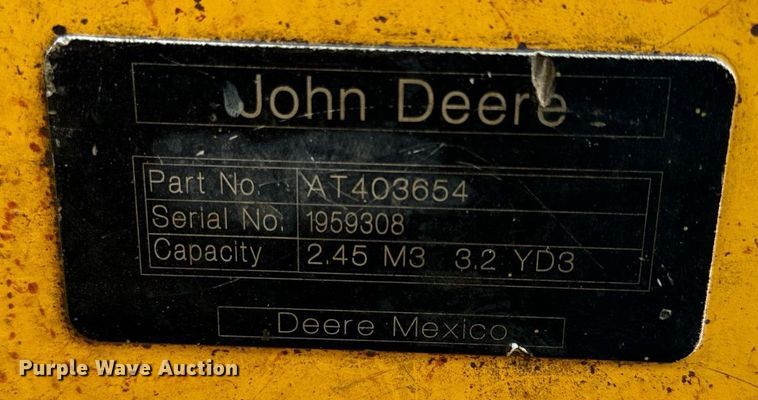 John Deere
Part No. AT403654
Serial No. 1959308
Capacity 2.45 M3 3.2 YD3
Deere Mexico
Purple Wave Auction